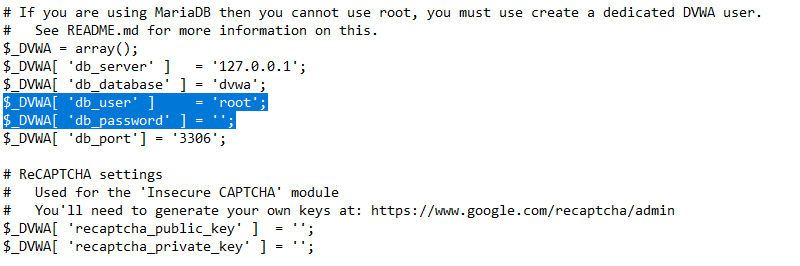 # If you are using MariaDB then you cannot use root, you must use create a dedicated DVWA user.
#   See README.md for more information on this.
$_DVWA = array();
$_DVWA[ 'db_server' ]   = '127.0.0.1';
$_DVWA[ 'db_database' ] = 'dvwa';
$_DVWA[ 'db_user' ]     = 'root';
$_DVWA[ 'db_password' ] = '';
$_DVWA[ 'db_port'] = '3306';
# ReCAPTCHA settings
#   Used for the 'Insecure CAPTCHA' module
#   You'll need to generate your own keys at: https://www.google.com/recaptcha/admin
$_DVWA[ 'recaptcha_public_key' ]  = '';
$_DVWA[ 'recaptcha_private_key' ] = '';